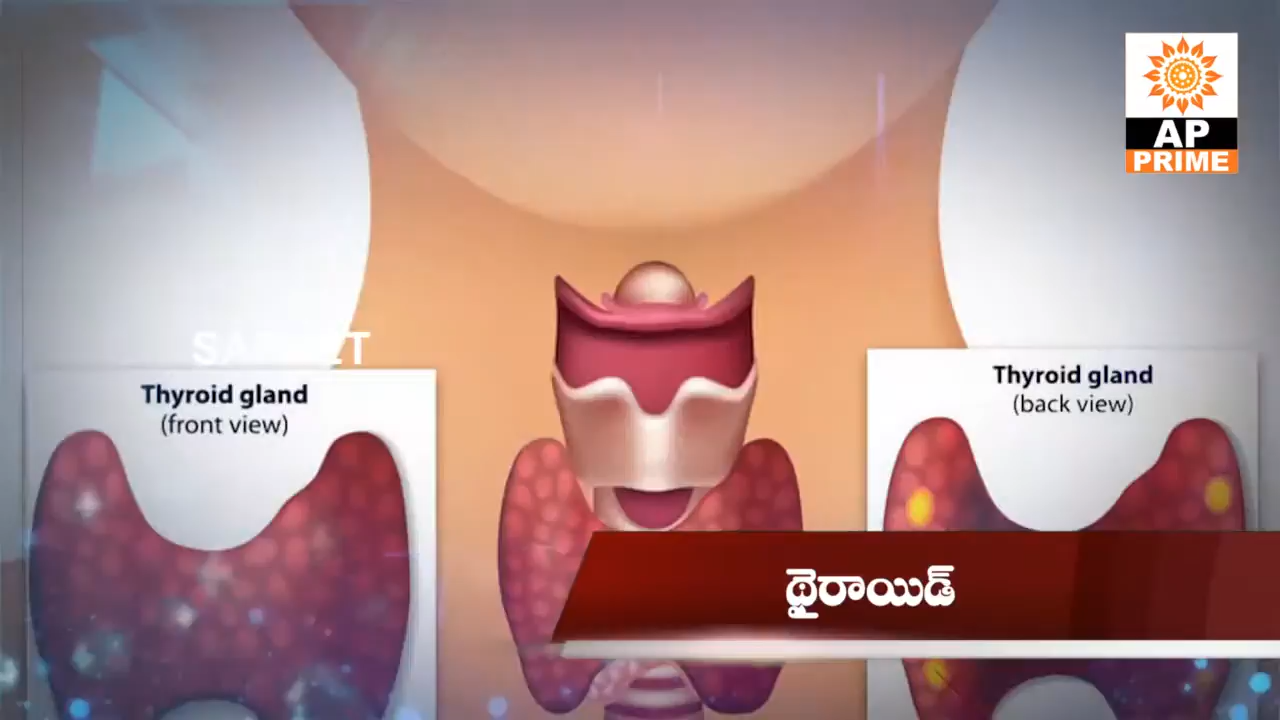 AP
PRIME
Thyroid gland
(front view)
Thyroid gland
(back view)
థైరాయిడ్